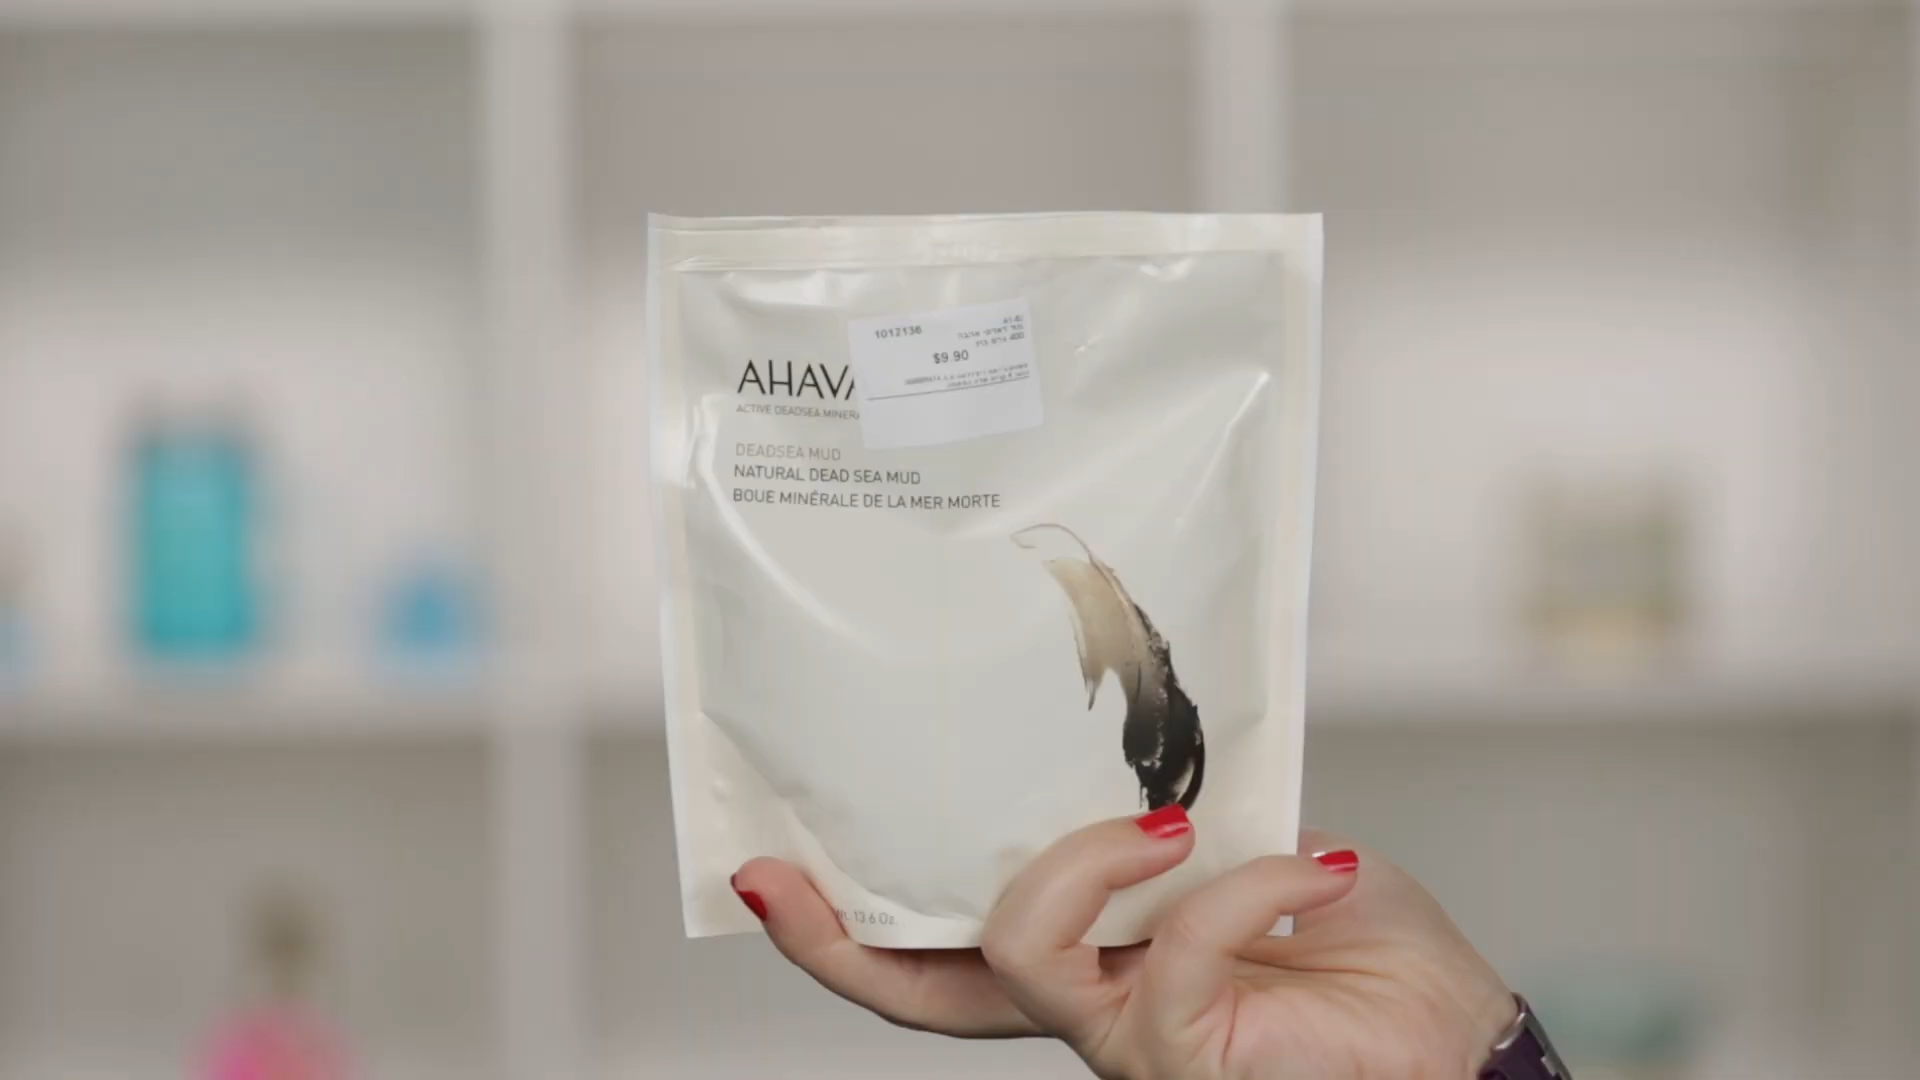 1012136
$9.90
AHAVA
ACTIVE DEADSEA MINERA
DEADSEA MUD
NATURAL DEAD SEA MUD
BOUE MINÉRALE DE LA MER MORTE
Wt. 13.6 Oz.